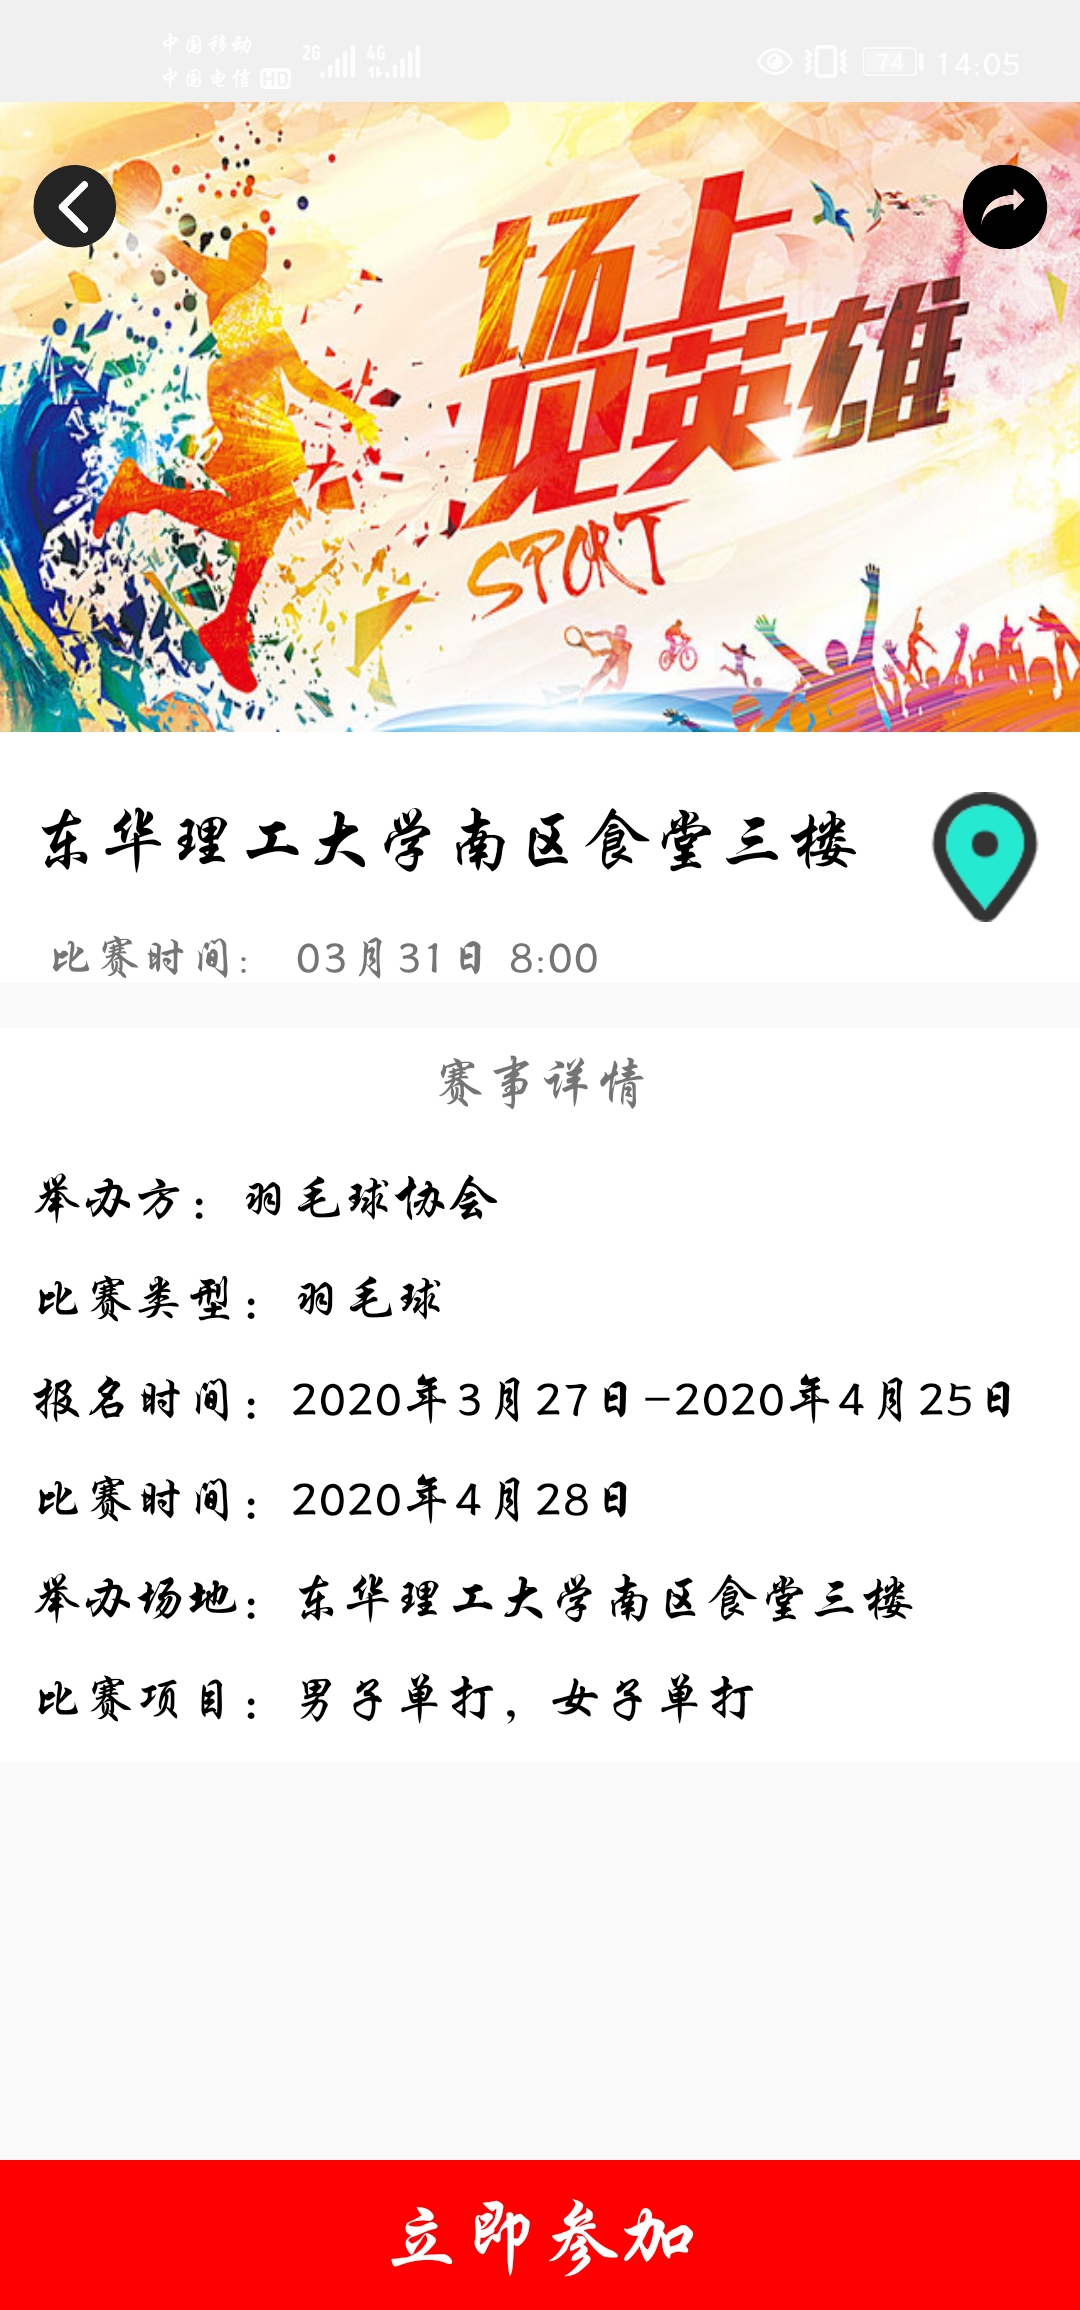 中国移动 2G 4G
中国电信 HD 74 14:05
场上
见英雄
SPORT
东华理工大学南区食堂三楼
比赛时间： 03月31日 8:00
赛事详情
举办方：羽毛球协会
比赛类型：羽毛球
报名时间：2020年3月27日-2020年4月25日
比赛时间：2020年4月28日
举办场地：东华理工大学南区食堂三楼
比赛项目：男子单打，女子单打
立即参加